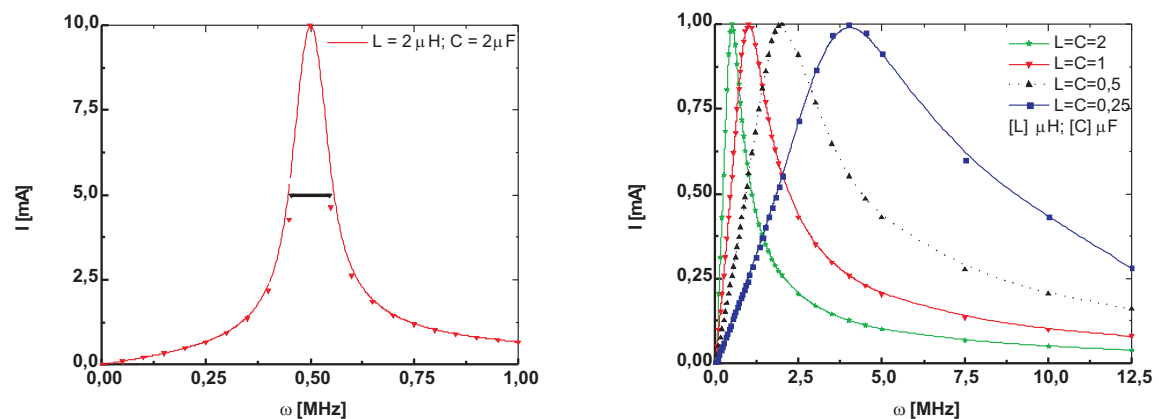 10,0
7,5
5,0
2,5
0,0
I [mA]
L = 2 μH; C = 2μF
0,00
0,25
0,50
0,75
1,00
ω [MHz]
1,00
0,75
0,50
0,25
0,00
I [mA]
L=C=2
L=C=1
L=C=0,5
L=C=0,25
[L] μH; [C] μF
0,0
2,5
5,0
7,5
10,0
12,5
ω [MHz]